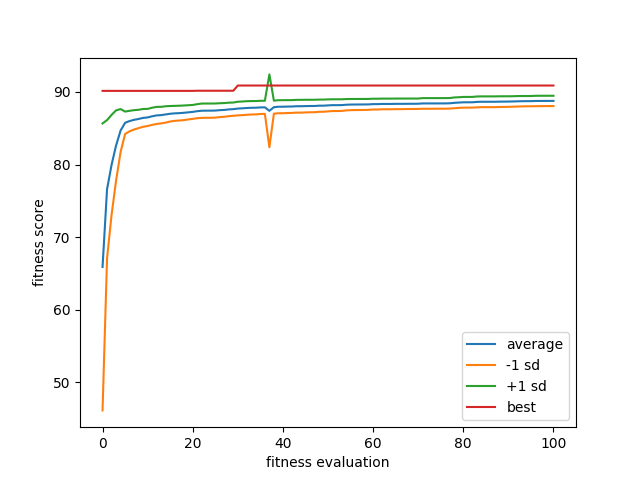 90
80
70
60
50
fitness score
0 20 40 60 80 100
fitness evaluation
average
-1 sd
+1 sd
best